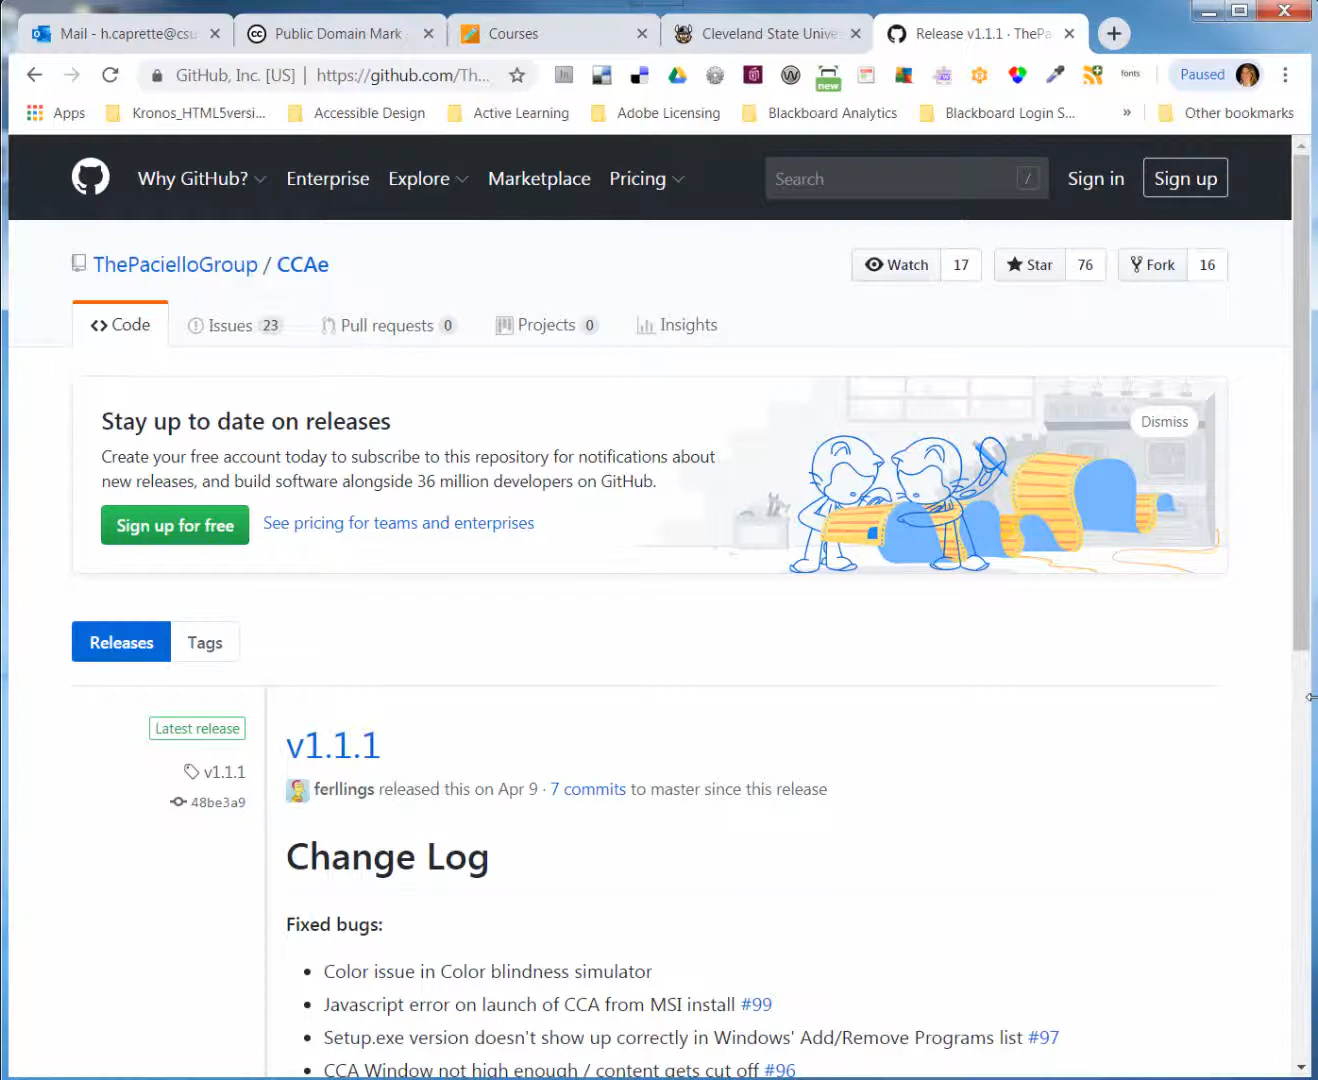 Mail - h.caprette@csu
Public Domain Mark
Courses
Cleveland State Unive
Release v1.1.1 · ThePa
GitHub, Inc. [US] | https://github.com/Th...
new
fonts
Paused
Apps
Kronos_HTML5versi...
Accessible Design
Active Learning
Adobe Licensing
Blackboard Analytics
Blackboard Login S...
»
Other bookmarks
Why GitHub?
Enterprise
Explore
Marketplace
Pricing
Search
/
Sign in
Sign up
ThePacielloGroup / CCAe
Watch 17
Star 76
Fork 16
Code
Issues 23
Pull requests 0
Projects 0
Insights
Stay up to date on releases
Dismiss
Create your free account today to subscribe to this repository for notifications about
new releases, and build software alongside 36 million developers on GitHub.
Sign up for free
See pricing for teams and enterprises
Releases
Tags
Latest release
v1.1.1
48be3a9
v1.1.1
ferllings released this on Apr 9 · 7 commits to master since this release
Change Log
Fixed bugs:
• Color issue in Color blindness simulator
• Javascript error on launch of CCA from MSI install #99
• Setup.exe version doesn't show up correctly in Windows' Add/Remove Programs list #97
• CCA Window not high enough / content gets cut off #96